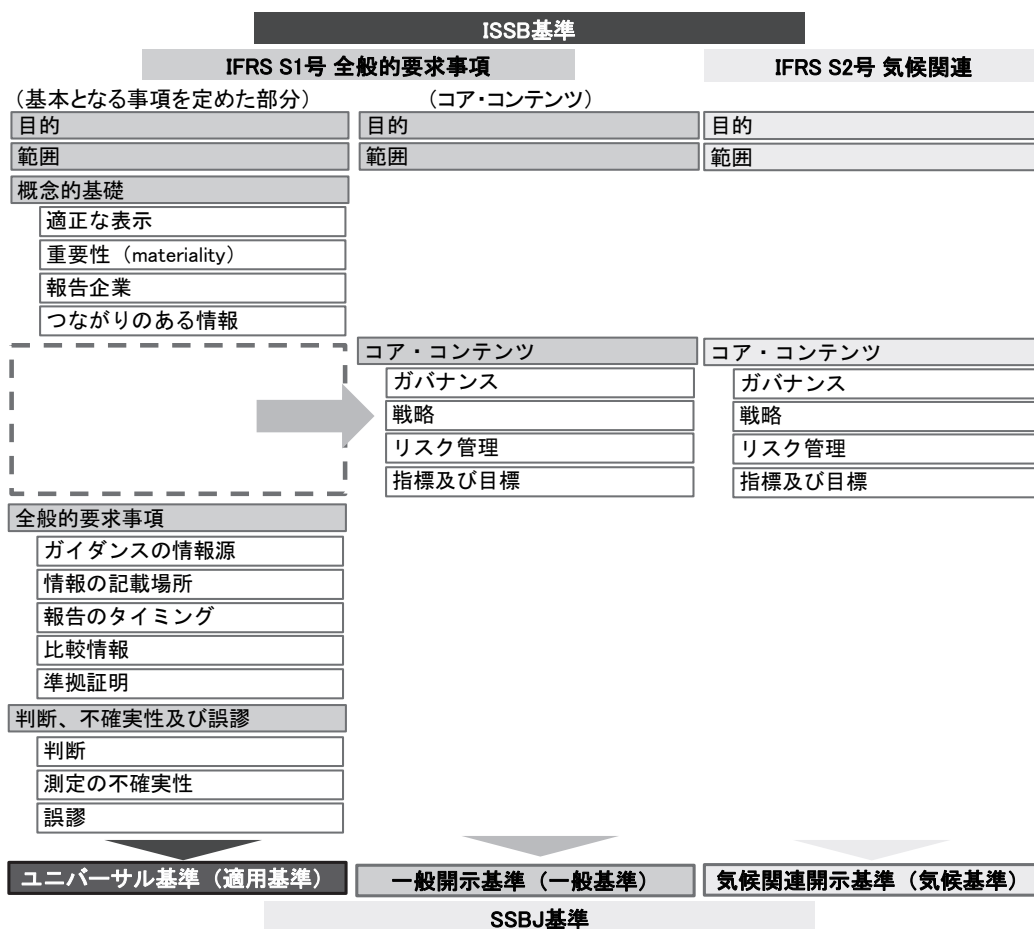 ISSB基準
IFRS S1号 全般的要求事項
IFRS S2号 気候関連
（基本となる事項を定めた部分）
（コア・コンテンツ）
目的
範囲
概念的基礎
適正な表示
重要性（materiality）
報告企業
つながりのある情報
全般的要求事項
ガイダンスの情報源
情報の記載場所
報告のタイミング
比較情報
準拠証明
判断、不確実性及び誤謬
判断
測定の不確実性
誤謬
ユニバーサル基準（適用基準）
目的
範囲
コア・コンテンツ
ガバナンス
戦略
リスク管理
指標及び目標
一般開示基準（一般基準）
目的
範囲
コア・コンテンツ
ガバナンス
戦略
リスク管理
指標及び目標
気候関連開示基準（気候基準）
SSBJ基準